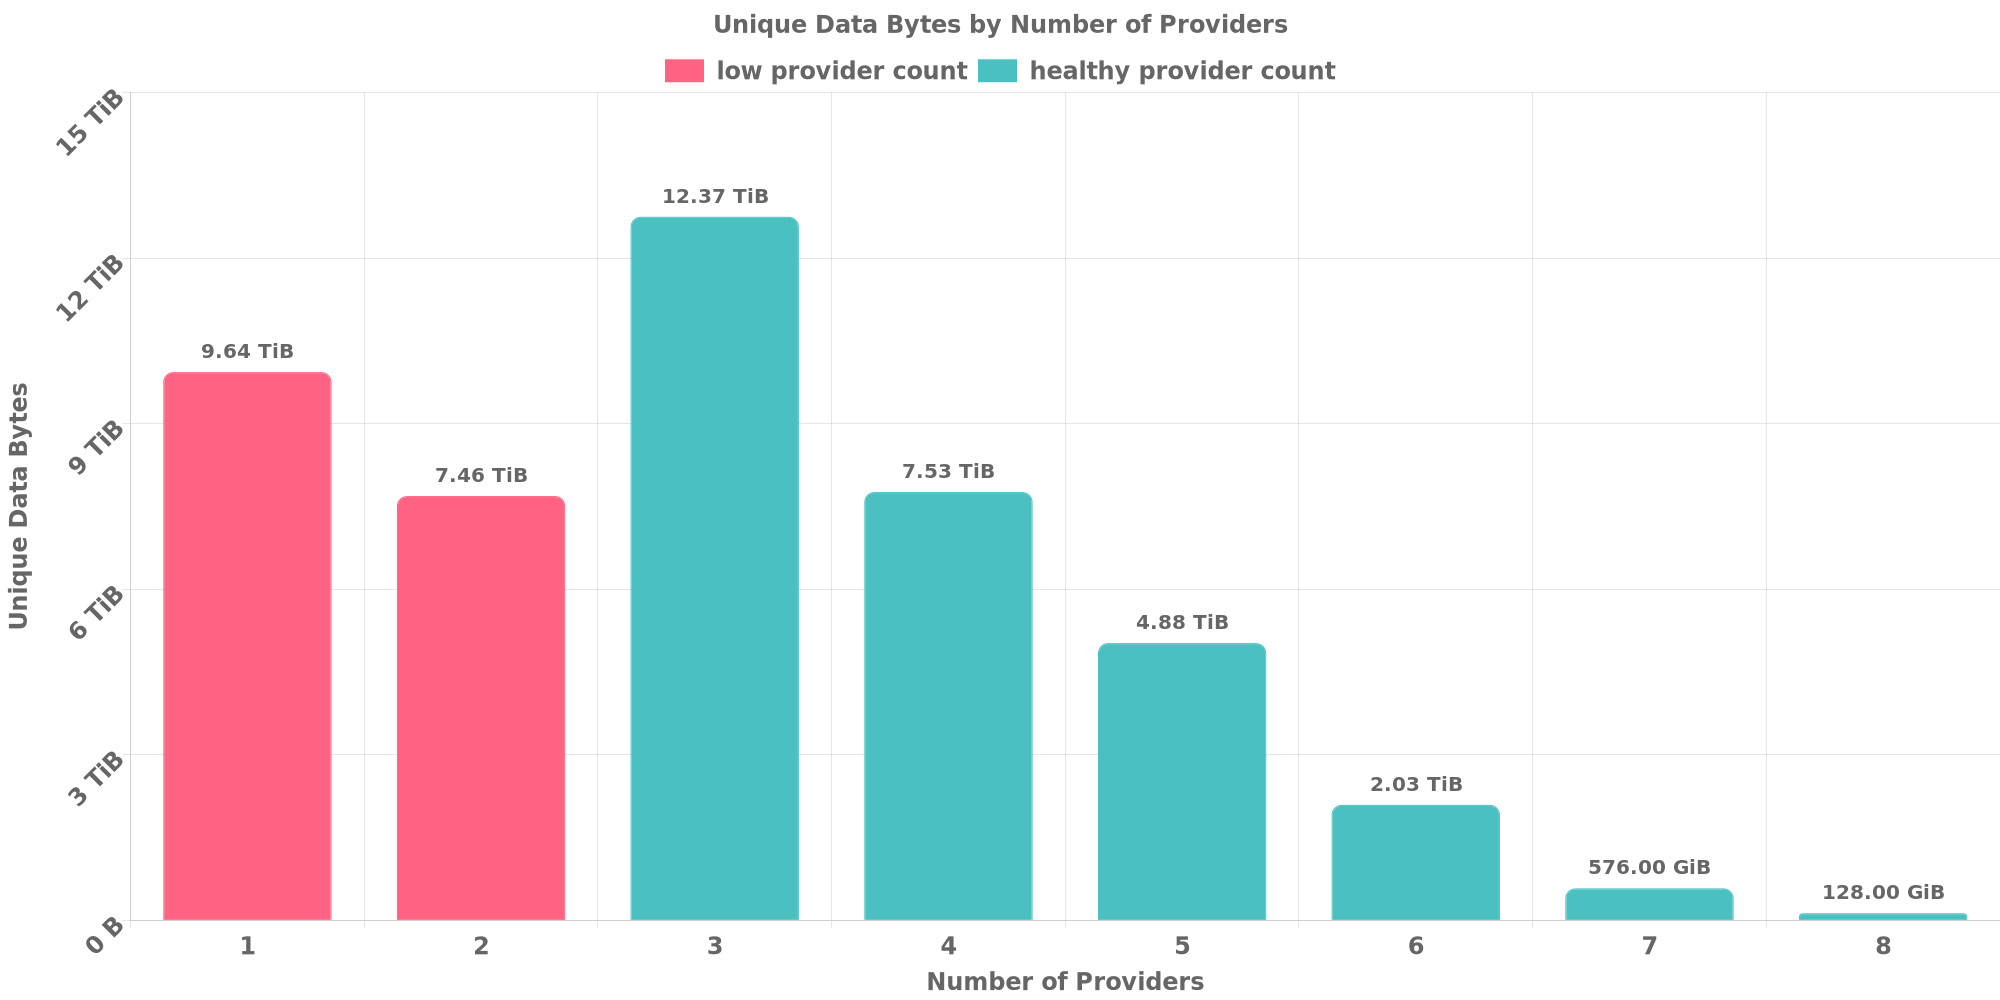 Unique Data Bytes by Number of Providers
low provider count healthy provider count
15 TiB
12 TiB
9 TiB
6 TiB
3 TiB
0 B
Unique Data Bytes
9.64 TiB
7.46 TiB
12.37 TiB
7.53 TiB
4.88 TiB
2.03 TiB
576.00 GiB
128.00 GiB
1 2 3 4 5 6 7 8
Number of Providers